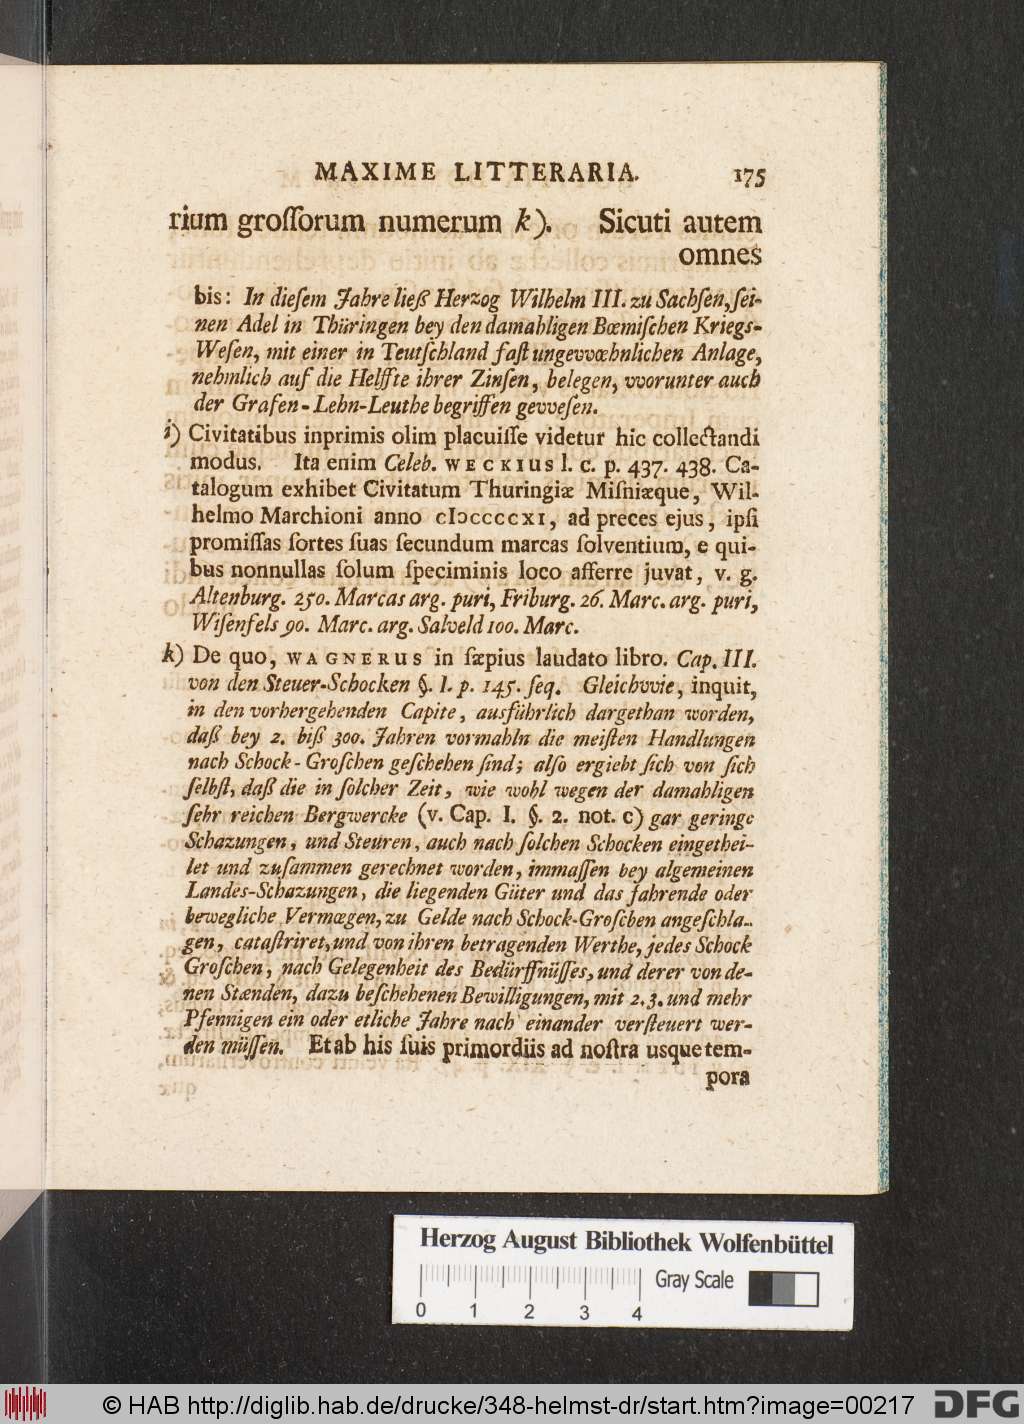 MAXIME LITTERARIA. 175
rium groſſorum numerum k). Sicuti autem
omnes
bis: In dieſem Jahre ließ Herzog Wilhelm III. zu Sachſen, ſei-
nen Adel in Thüringen bey den damahligen Bœmiſchen Kriegs-
Weſen, mit einer in Teutſchland faſt ungevvœhnlichen Anlage,
nehmlich auf die Helffte ihrer Zinſen, belegen, vvorunter auch
der Grafen-Lehn-Leuthe begriffen gevveſen.
i) Civitatibus inprimis olim placuiſſe videtur hic collectandi
modus. Ita enim Celeb. WECKIUS l. c. p. 437. 438. Ca-
talogum exhibet Civitatum Thuringiæ Miſniæque, Wil-
helmo Marchioni anno cIɔccccxI, ad preces ejus, ipſi
promiſſas ſortes ſuas ſecundum marcas ſolventium, e qui-
bus nonnullas ſolum ſpeciminis loco afferre juvat, v. g.
Altenburg. 250. Marcas arg. puri, Friburg. 26. Marc. arg. puri,
Wiſenfels 90. Marc. arg. Salveld 100. Marc.
k) De quo, WAGNERUS in ſæpius laudato libro. Cap. III.
von den Steuer-Schocken §. 1. p. 145. ſeq. Gleichvvie, inquit,
in den vorhergehenden Capite, ausführlich dargethan worden,
daß bey 2. biß 300. Jahren vormahln die meiſten Handlungen
nach Schock-Groſchen geſchehen ſind; alſo ergiebt ſich von ſich
ſelbſt, daß die in ſolcher Zeit, wie wohl wegen der damahligen
ſehr reichen Bergwercke (v. Cap. I. §. 2. not. c) gar geringe
Schazungen, und Steuren, auch nach ſolchen Schocken eingethei-
let und zuſammen gerechnet worden, immaſſen bey algemeinen
Landes-Schazungen, die liegenden Güter und das fahrende oder
bewegliche Vermœgen, zu Gelde nach Schock-Groſchen angeſchla-
gen, cataſtriret, und von ihren betragenden Werthe, jedes Schock
Groſchen, nach Gelegenheit des Bedürffnüſſes, und derer von de-
nen Stænden, dazu beſchehenen Bewilligungen, mit 2. 3. und mehr
Pfennigen ein oder etliche Jahre nach einander verſteuert wer-
den müſſen. Et ab his ſuis primordiis ad noſtra usque tem-
pora
Herzog August Bibliothek Wolfenbüttel
Gray Scale
0 1 2 3 4
© HAB http://diglib.hab.de/drucke/348-helmst-dr/start.htm?image=00217
DFG